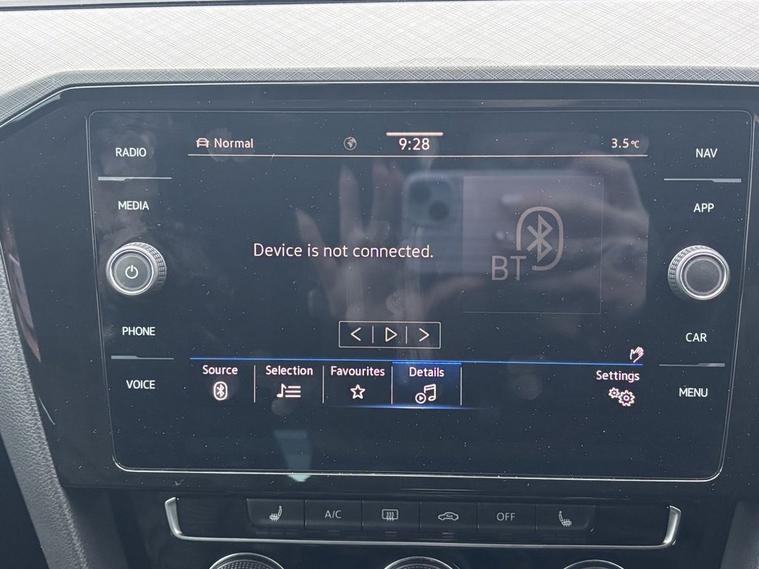 RADIO
MEDIA
PHONE
VOICE
Normal 9:28 3.5°C
Device is not connected.
BT
Source Selection Favourites Details Settings
NAV
APP
CAR
MENU
A/C OFF